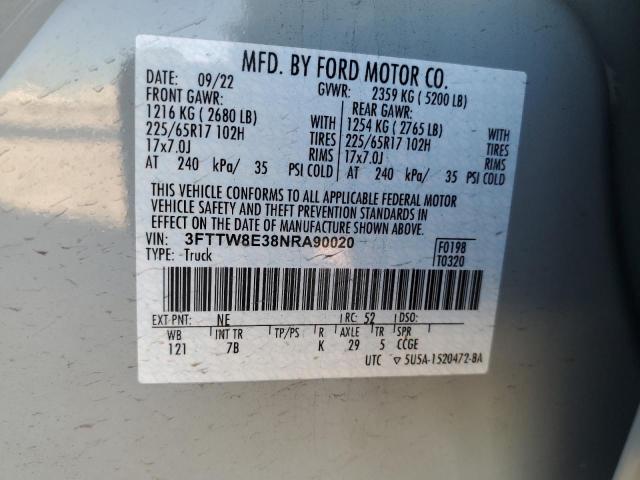 MFD. BY FORD MOTOR CO.
DATE: 09/22 GVWR: 2359 KG ( 5200 LB)
FRONT GAWR: REAR GAWR:
1216 KG ( 2680 LB) WITH 1254 KG ( 2765 LB) WITH
225/65R17 102H TIRES 225/65R17 102H TIRES
17x7.0J RIMS 17x7.0J RIMS
AT 240 kPa/ 35 PSI COLD AT 240 kPa/ 35 PSI COLD
THIS VEHICLE CONFORMS TO ALL APPLICABLE FEDERAL MOTOR
VEHICLE SAFETY AND THEFT PREVENTION STANDARDS IN
EFFECT ON THE DATE OF MANUFACTURE SHOWN ABOVE.
VIN: 3FTTW8E38NRA90020 F0198
TYPE: Truck T0320
EXT PNT: NE RC: 52 DSO:
WB INT TR TP/PS R AXLE TR SPR
121 7B K 29 5 CCGE
UTC ▽ 5U5A-1520472-BA